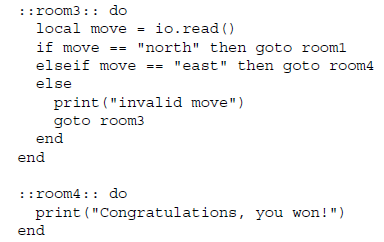 ::room3:: do
  local move = io.read()
  if move == "north" then goto room1
  elseif move == "east" then goto room4
  else
    print("invalid move")
    goto room3
  end
end

::room4:: do
  print("Congratulations, you won!")
end